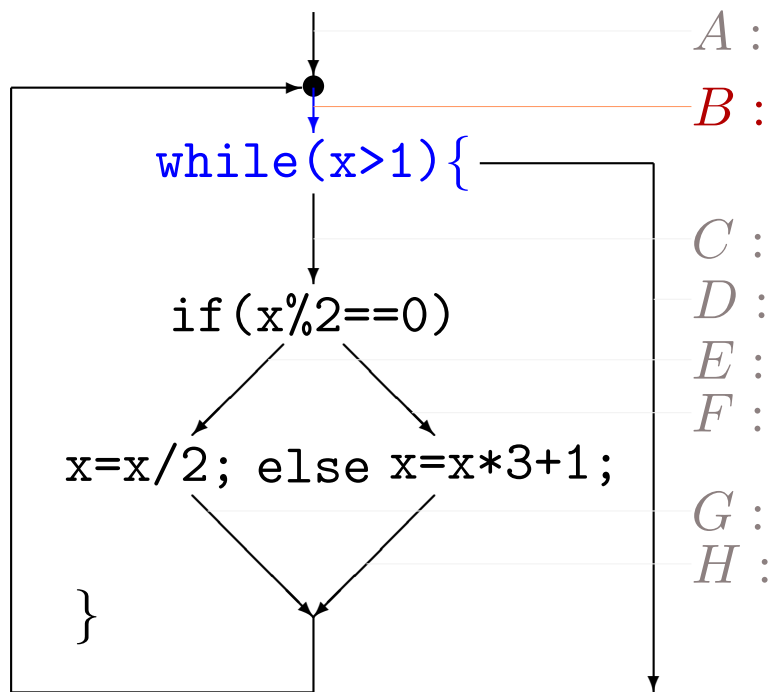 A :
B :
while(x>1){
C :
D :
if(x%2==0)
E :
F :
x=x/2; else x=x*3+1;
G :
H :
}